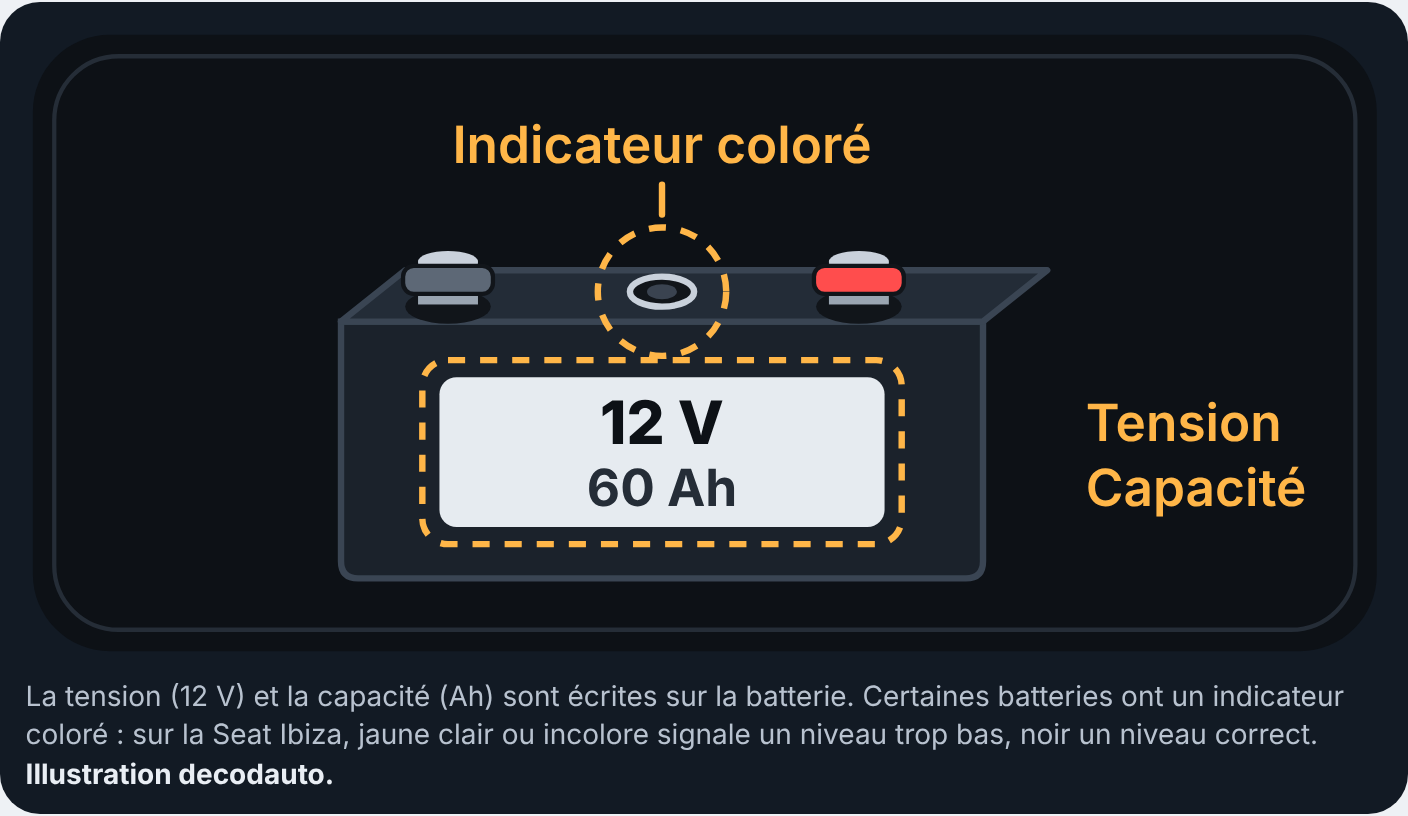 Indicateur coloré
12 V
60 Ah
Tension
Capacité
La tension (12 V) et la capacité (Ah) sont écrites sur la batterie. Certaines batteries ont un indicateur
coloré : sur la Seat Ibiza, jaune clair ou incolore signale un niveau trop bas, noir un niveau correct.
Illustration decodauto.